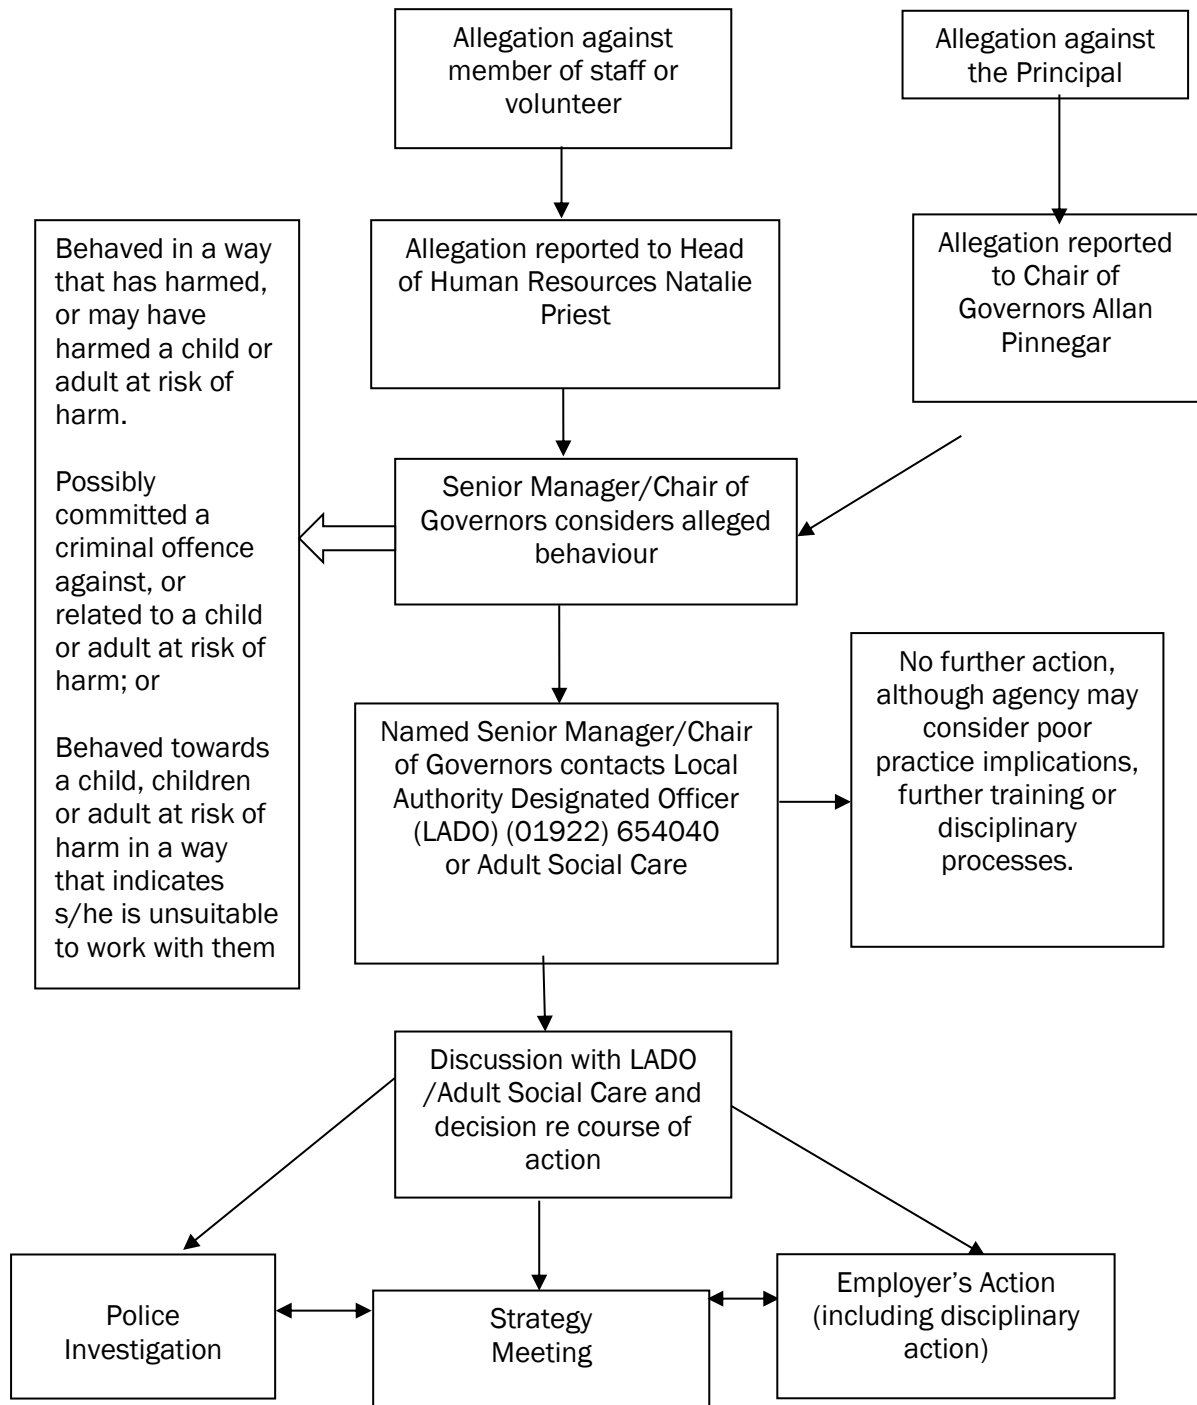 Allegation against
member of staff or
volunteer
Allegation against
the Principal
Allegation reported to Head
of Human Resources Natalie
Priest
Allegation reported
to Chair of
Governors Allan
Pinnegar
Behaved in a way
that has harmed,
or may have
harmed a child or
adult at risk of
harm.
Possibly
committed a
criminal offence
against, or
related to a child
or adult at risk of
harm; or
Behaved towards
a child, children
or adult at risk of
harm in a way
that indicates
s/he is unsuitable
to work with them
Senior Manager/Chair of
Governors considers alleged
behaviour
Named Senior Manager/Chair
of Governors contacts Local
Authority Designated Officer
(LADO) (01922) 654040
or Adult Social Care
No further action,
although agency may
consider poor
practice implications,
further training or
disciplinary
processes.
Discussion with LADO
/Adult Social Care and
decision re course of
action
Police
Investigation
Strategy
Meeting
Employer’s Action
(including disciplinary
action)